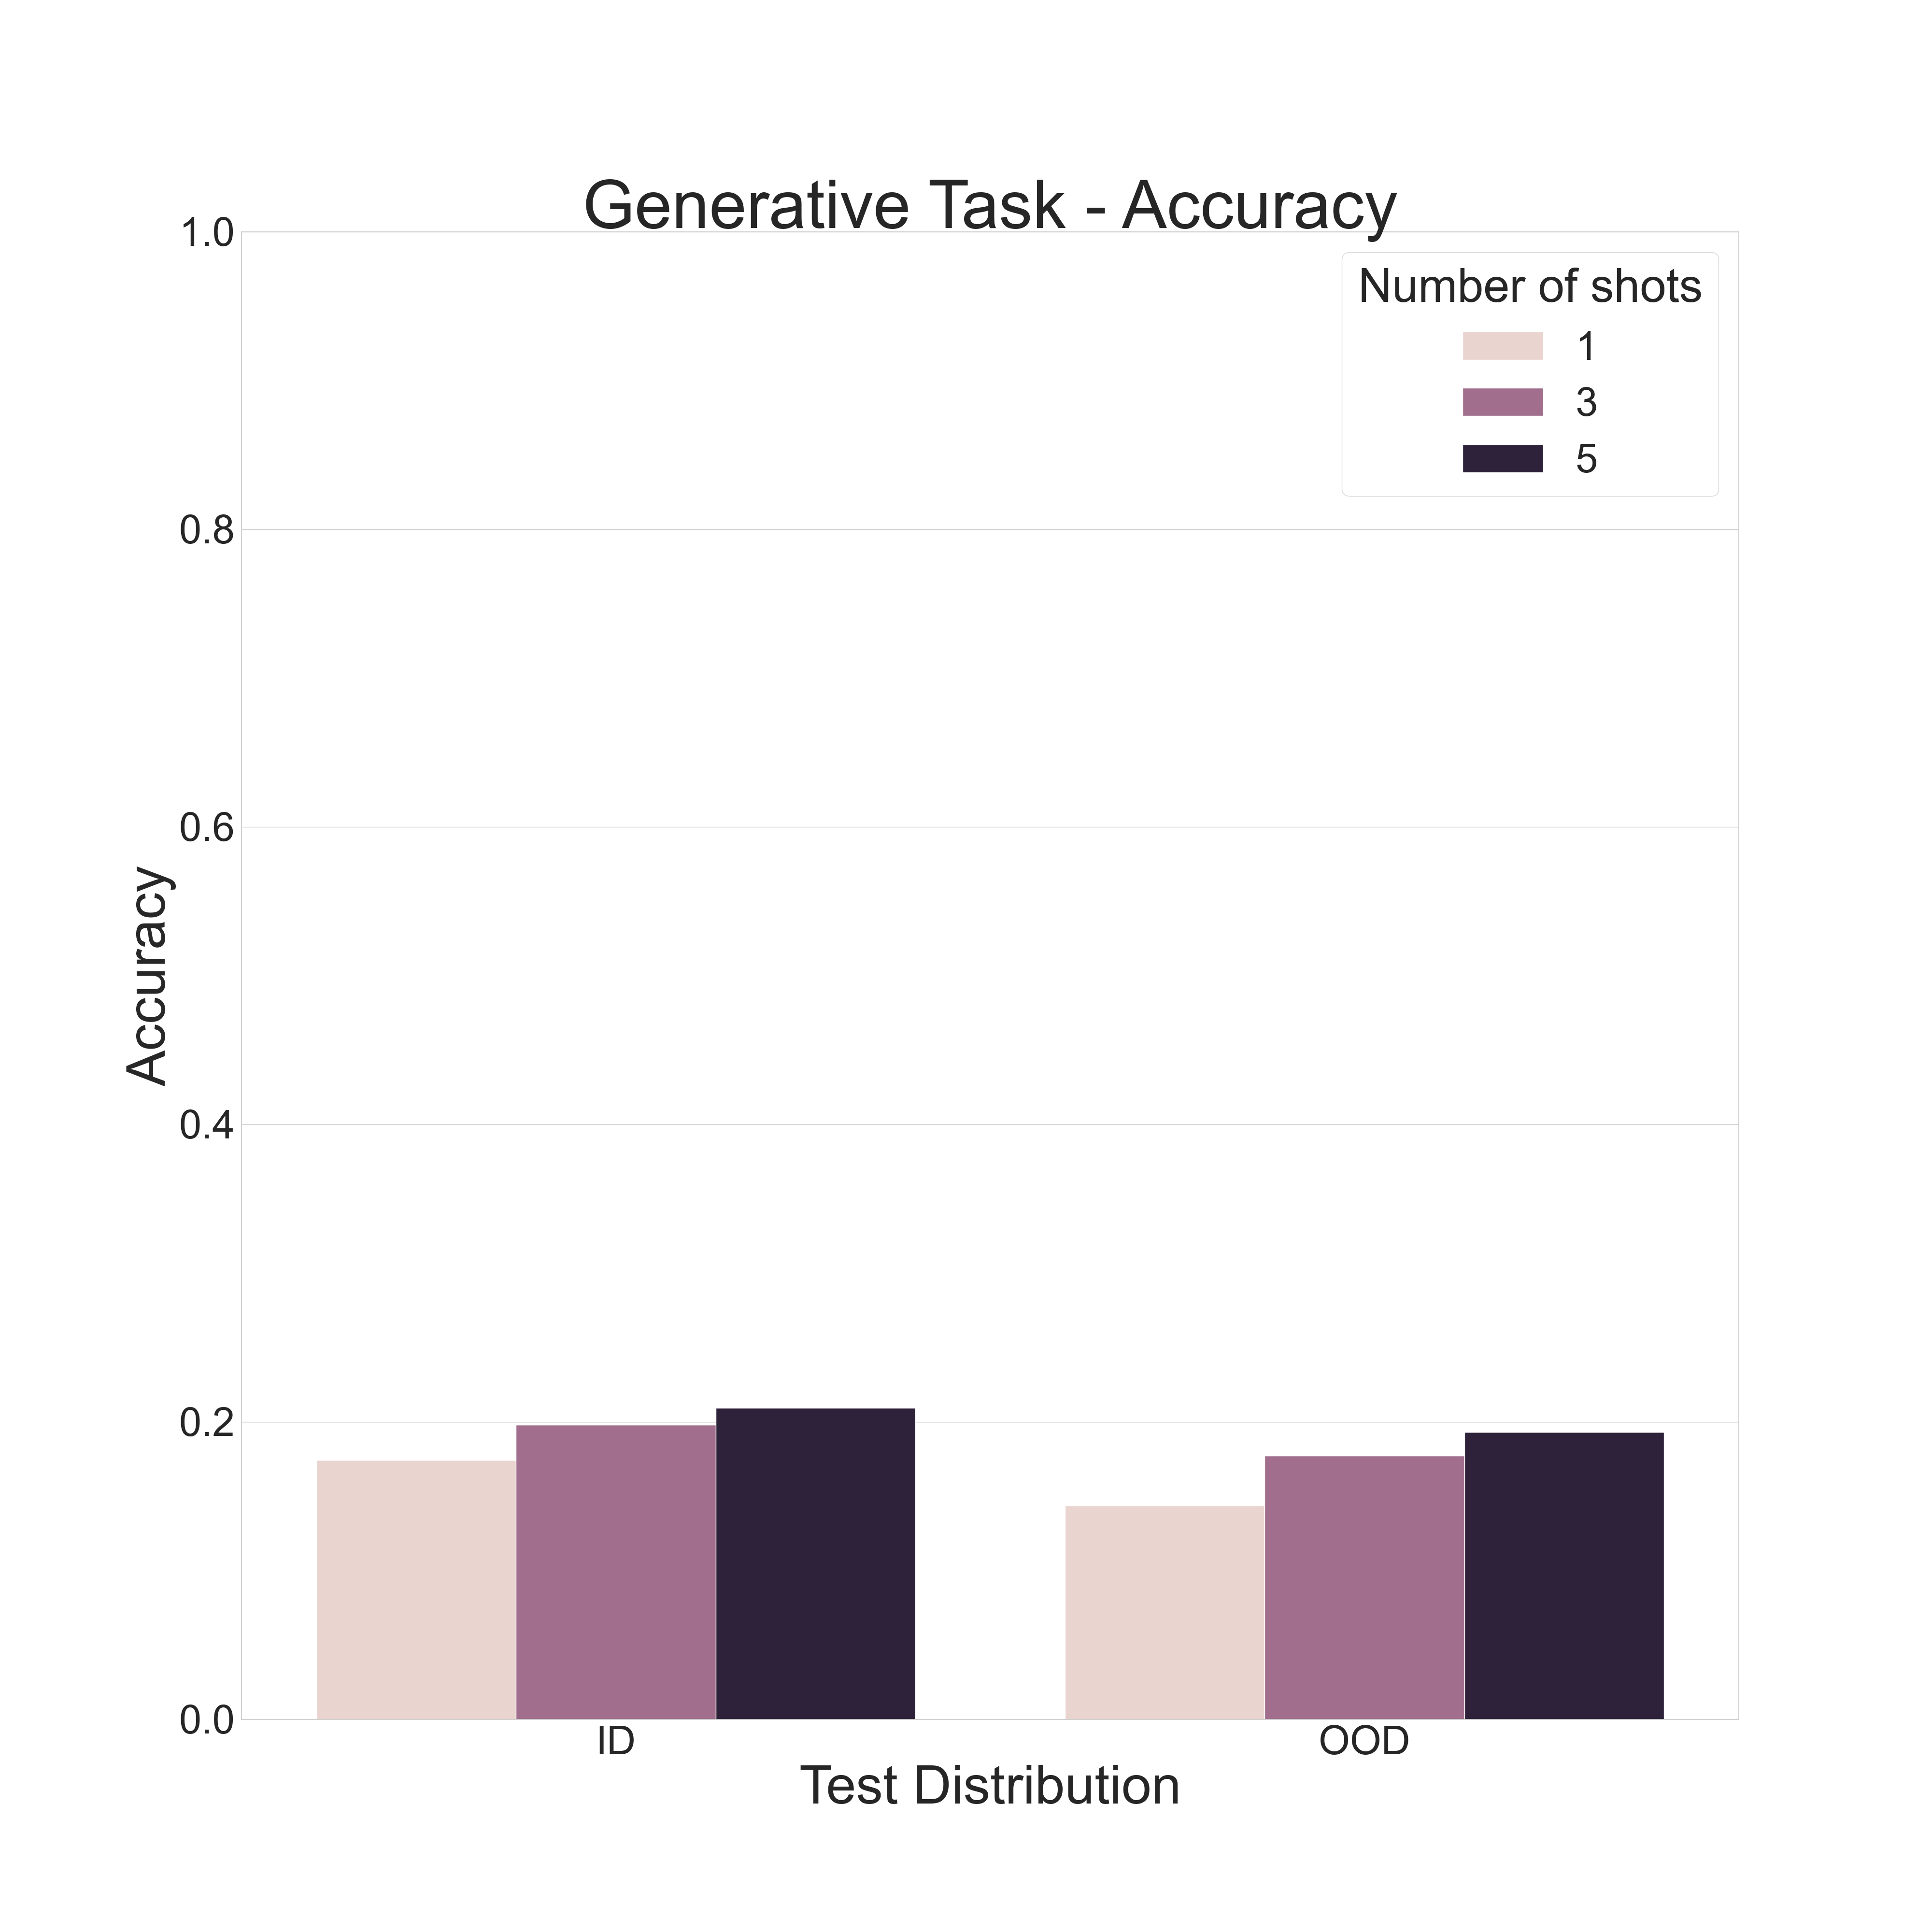 Generative Task - Accuracy
Number of shots
1
3
5
1.0
0.8
0.6
0.4
0.2
0.0
Accuracy
ID
OOD
Test Distribution